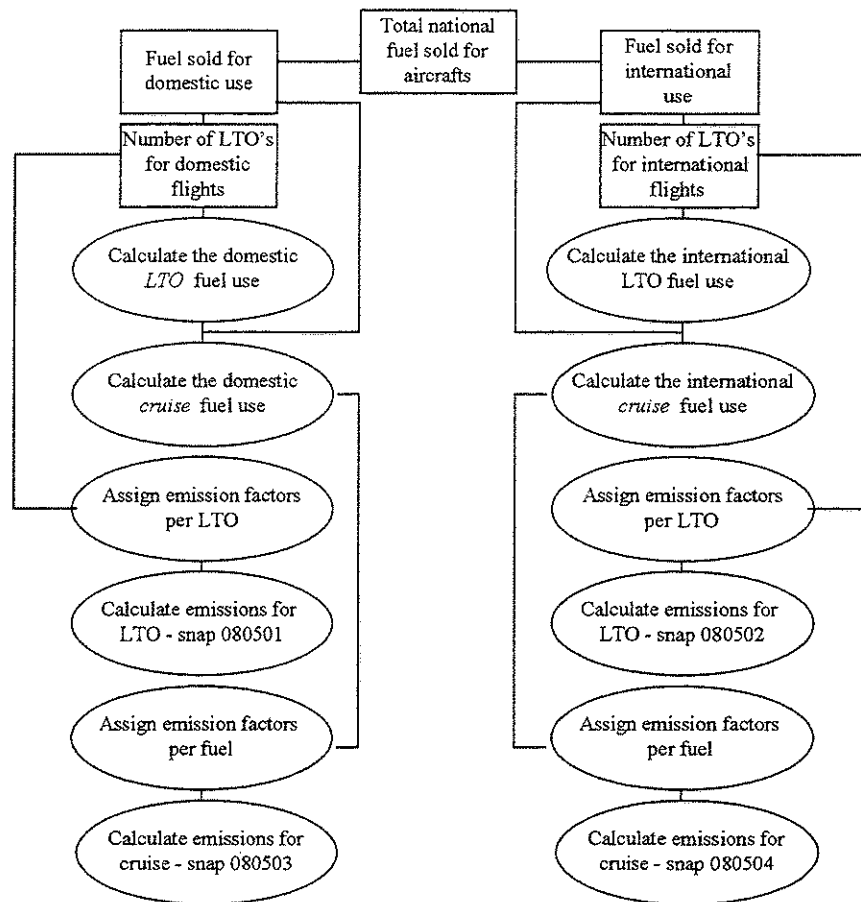 Total national
fuel sold for
aircrafts
Fuel sold for
domestic use
Fuel sold for
international
use
Number of LTO's
for domestic
flights
Number of LTO's
for international
flights
Calculate the domestic
LTO fuel use
Calculate the international
LTO fuel use
Calculate the domestic
cruise fuel use
Calculate the international
cruise fuel use
Assign emission factors
per LTO
Assign emission factors
per LTO
Calculate emissions for
LTO - snap 080501
Calculate emissions for
LTO - snap 080502
Assign emission factors
per fuel
Assign emission factors
per fuel
Calculate emissions for
cruise - snap 080503
Calculate emissions for
cruise - snap 080504